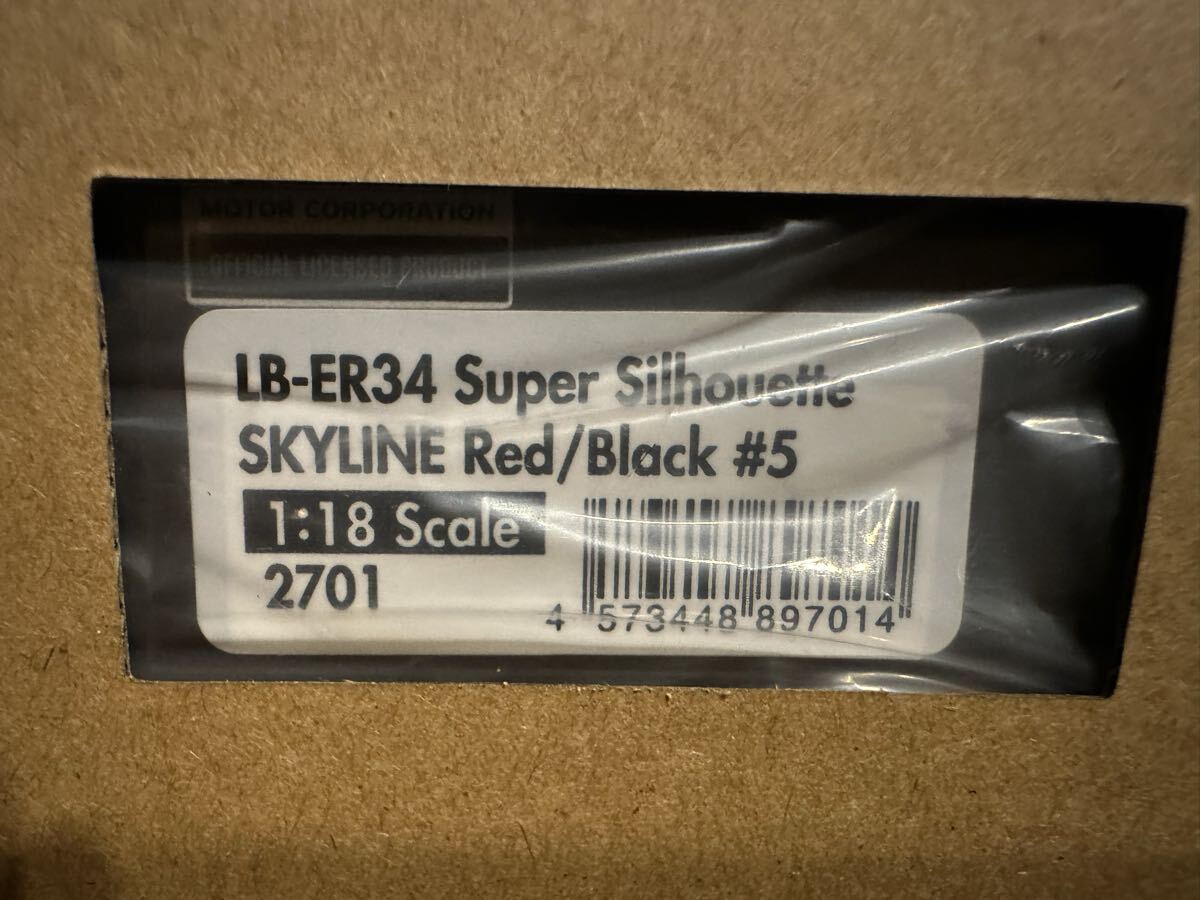 MOTOR CORPORATION
OFFICIAL LICENSED PRODUCT
LB-ER34 Super Silhouette
SKYLINE Red/Black #5
1:18 Scale
2701
4 573448 897014